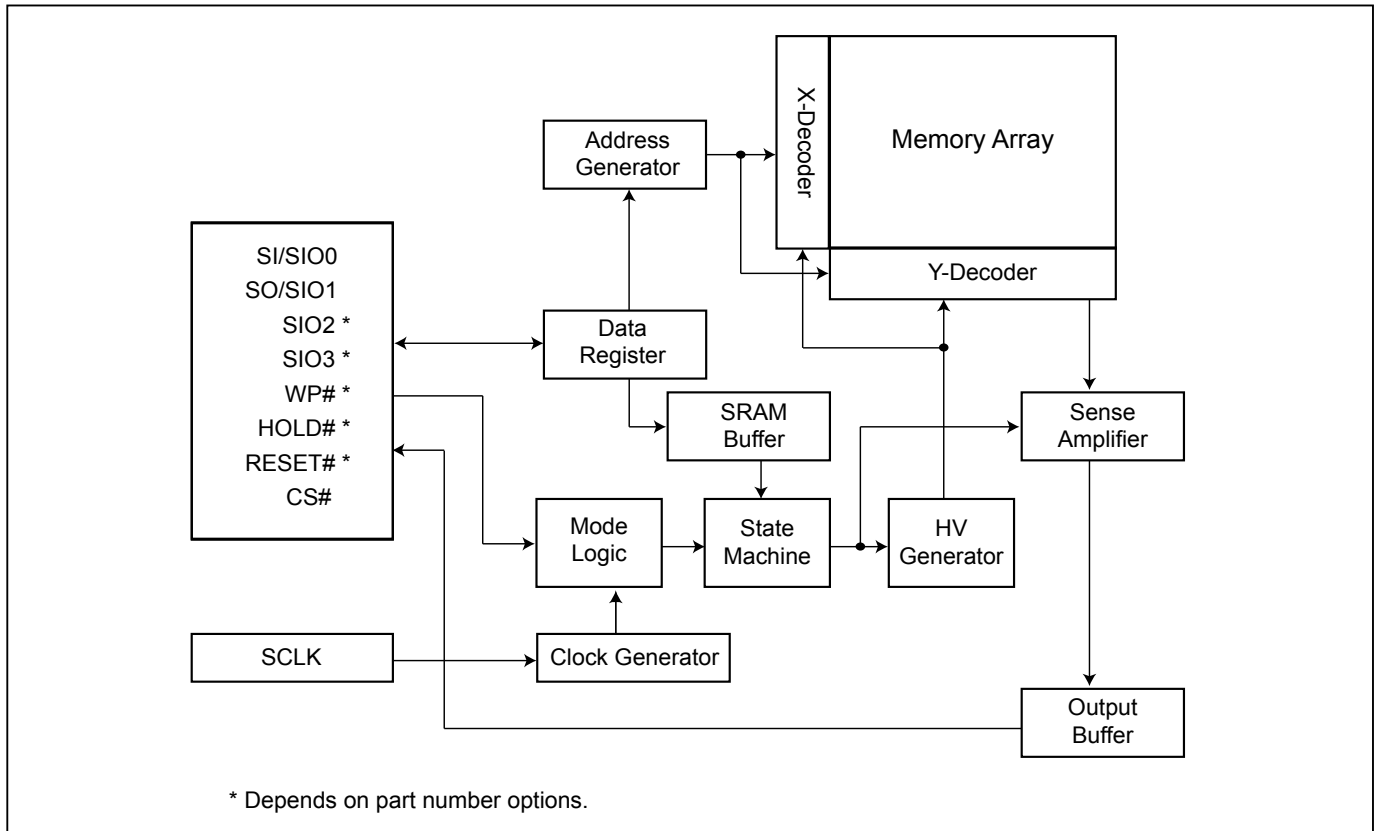 X-Decoder
Memory Array
Address
Generator
Y-Decoder
SI/SIO0
SO/SIO1
SIO2 *
SIO3 *
WP# *
HOLD# *
RESET# *
CS#
Data
Register
SRAM
Buffer
Sense
Amplifier
Mode
Logic
State
Machine
HV
Generator
SCLK
Clock Generator
Output
Buffer
* Depends on part number options.